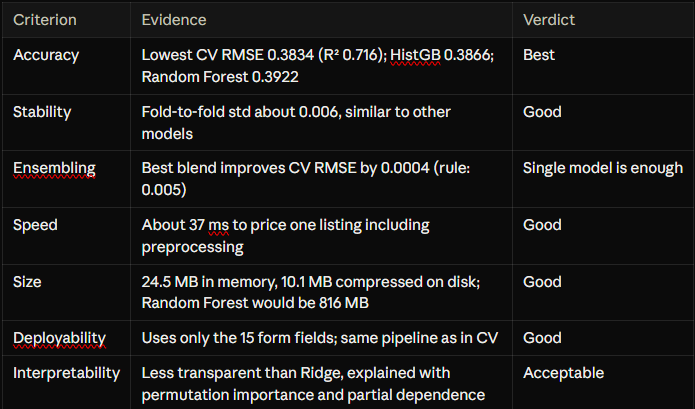 Criterion Evidence Verdict
Accuracy Lowest CV RMSE 0.3834 (R² 0.716); HistGB 0.3866; Best
Random Forest 0.3922
Stability Fold-to-fold std about 0.006, similar to other Good
models
Ensembling Best blend improves CV RMSE by 0.0004 (rule: Single model is enough
0.005)
Speed About 37 ms to price one listing including Good
preprocessing
Size 24.5 MB in memory, 10.1 MB compressed on disk; Good
Random Forest would be 816 MB
Deployability Uses only the 15 form fields; same pipeline as in CV Good
Interpretability Less transparent than Ridge, explained with Acceptable
permutation importance and partial dependence